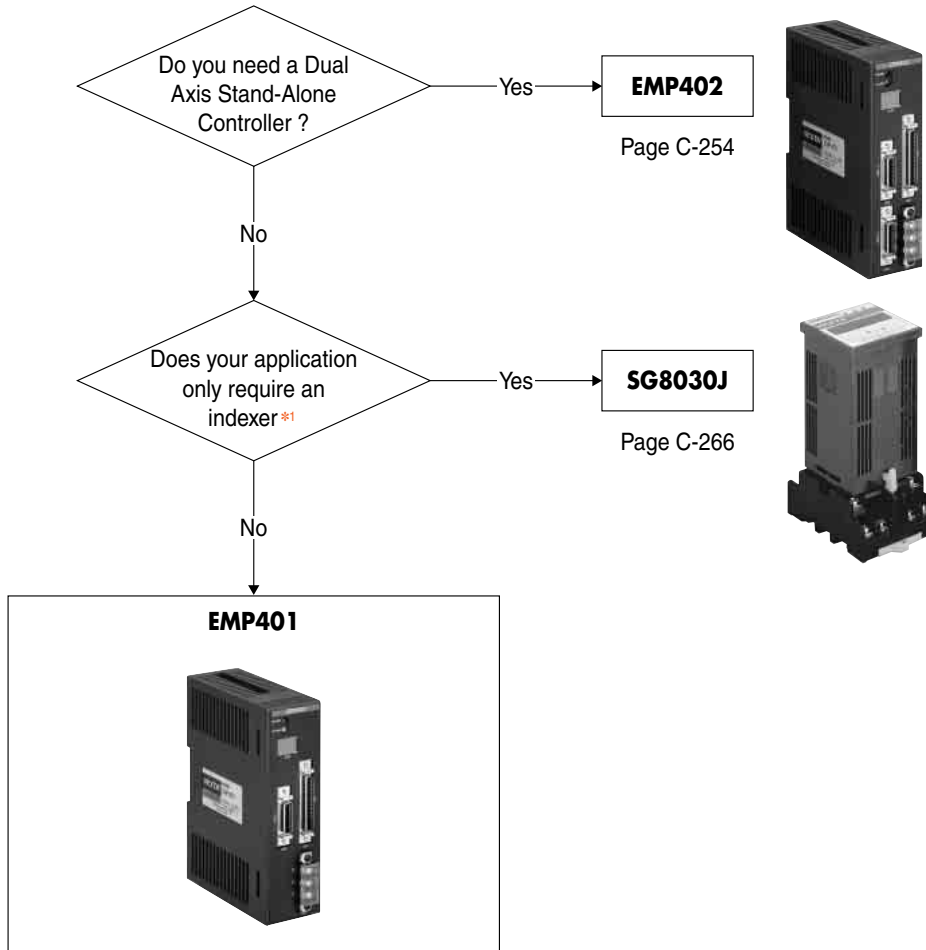 Do you need a Dual
Axis Stand-Alone
Controller ?
Yes
EMP402
Page C-254
No
Does your application
only require an
indexer *1
Yes
SG8030J
Page C-266
No
EMP401